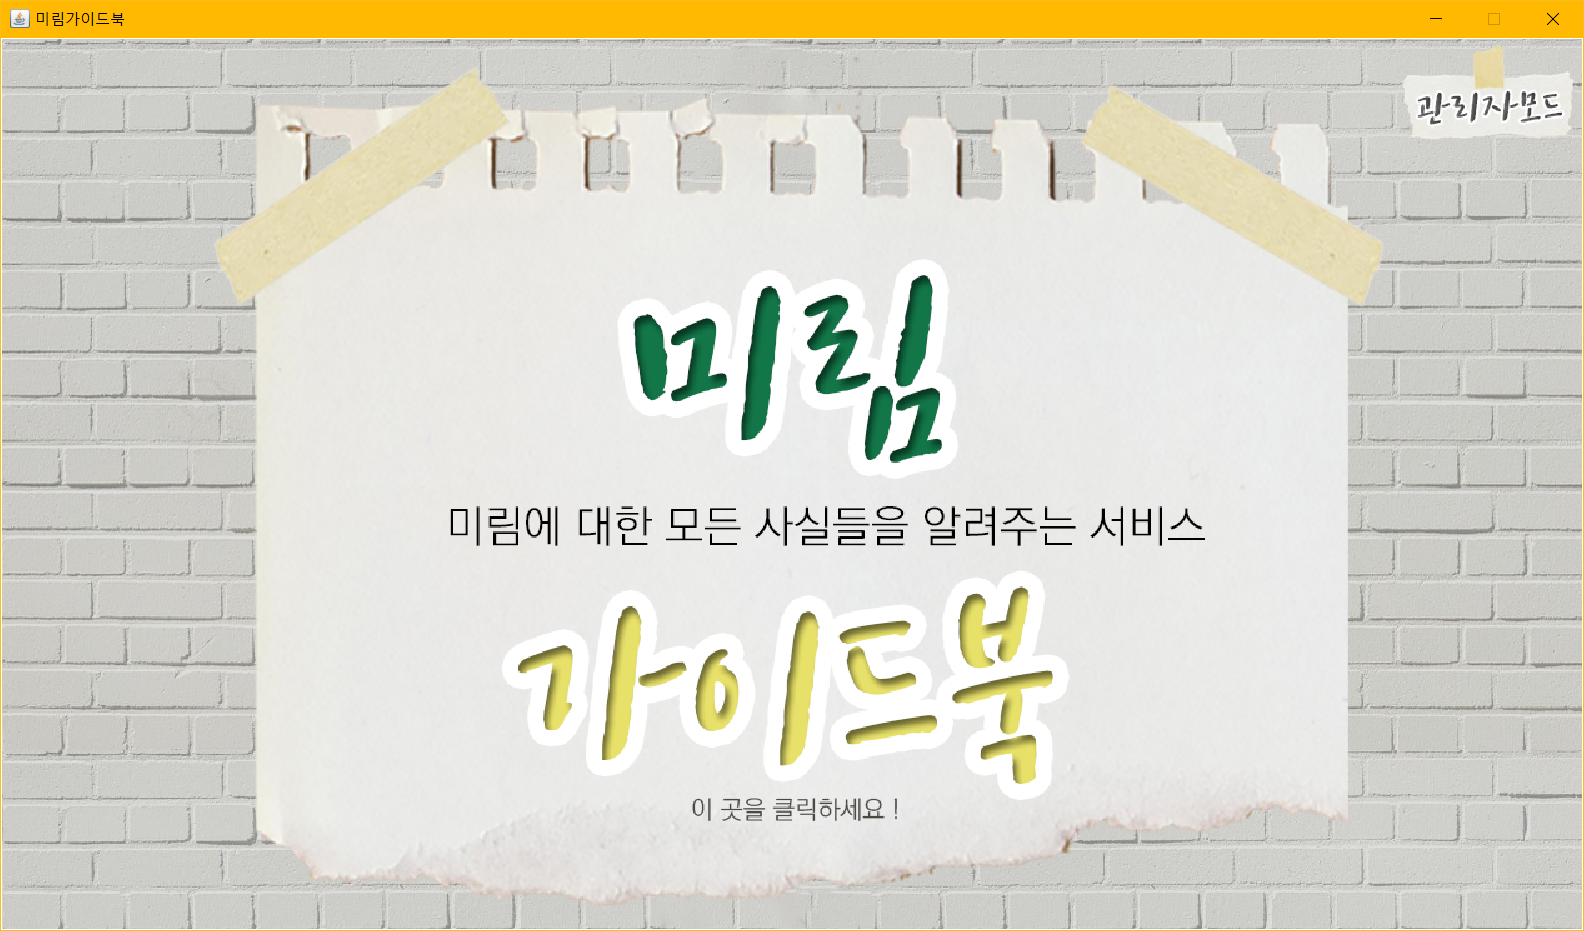 미림가이드북
관리자모드
미림
미림에 대한 모든 사실들을 알려주는 서비스
가이드북
이 곳을 클릭하세요 !